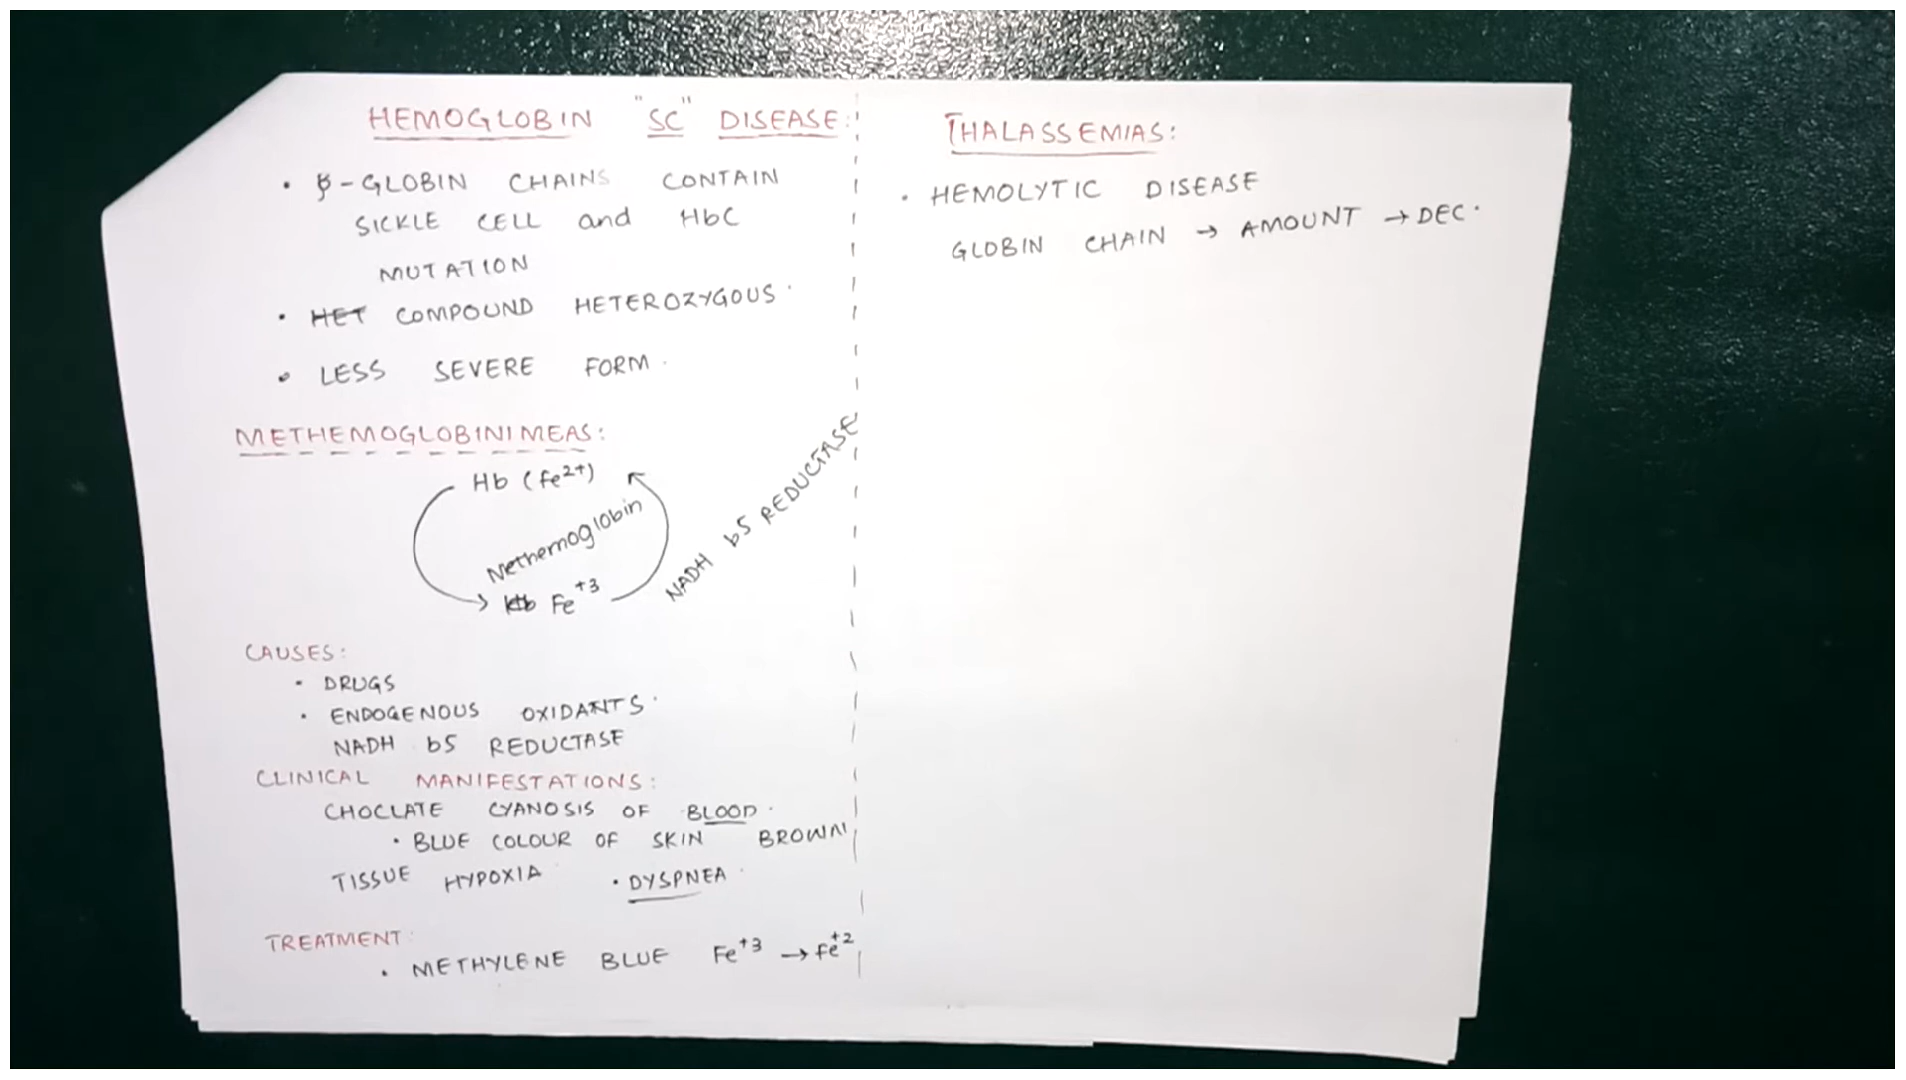 HEMOGLOBIN "SC" DISEASE:
• β-GLOBIN CHAINS CONTAIN
SICKLE CELL and HbC
MUTATION
• HET COMPOUND HETEROZYGOUS.
• LESS SEVERE FORM.
METHEMOGLOBINIMEAS:
Hb (fe2+)
Methemoglobin
Hb Fe+3
NADH b5 REDUCTASE
CAUSES:
• DRUGS
• ENDOGENOUS OXIDANTS.
NADH b5 REDUCTASE
CLINICAL MANIFESTATIONS:
CHOCLATE CYANOSIS OF BLOOD.
• BLUE COLOUR OF SKIN BROWN
TISSUE HYPOXIA • DYSPNEA.
TREATMENT:
• METHYLENE BLUE Fe+3 → fe+2
THALASSEMIAS:
• HEMOLYTIC DISEASE
GLOBIN CHAIN → AMOUNT → DEC.